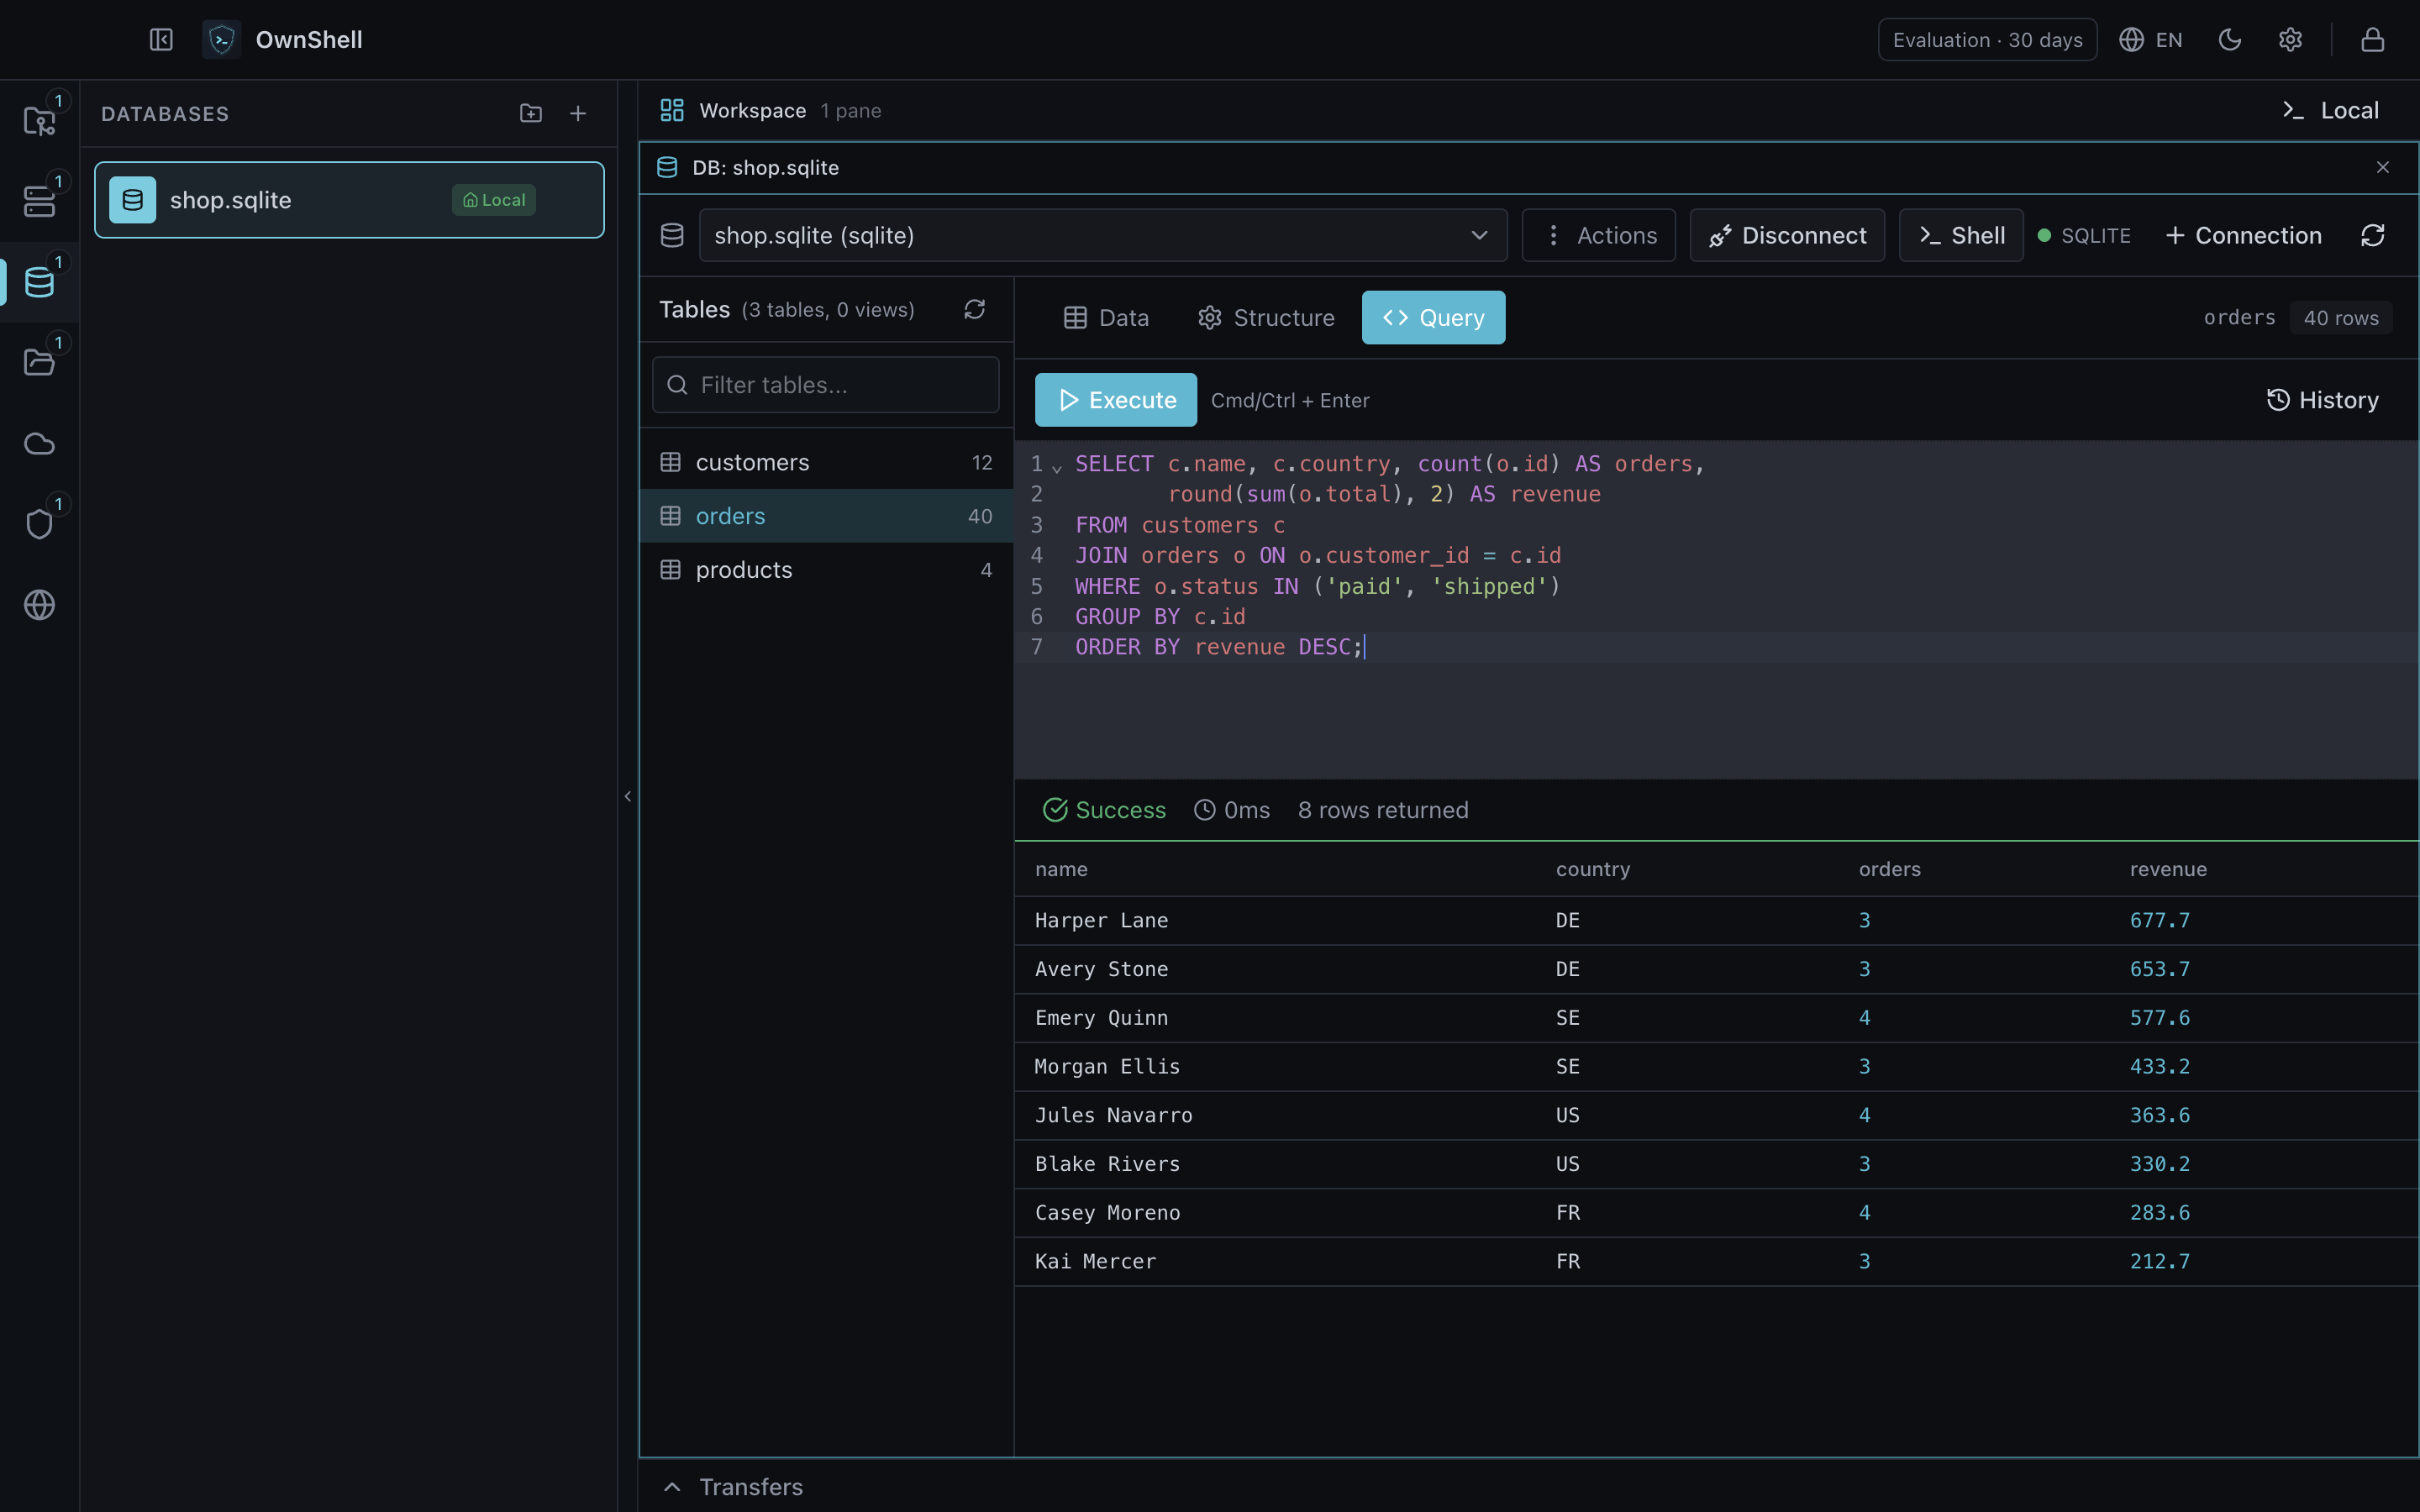 OwnShell
Evaluation · 30 days
EN
1
1
1
1
1
DATABASES
shop.sqlite
Local
Workspace 1 pane
Local
DB: shop.sqlite
shop.sqlite (sqlite)
Actions
Disconnect
Shell
SQLITE
Connection
Tables (3 tables, 0 views)
Filter tables...
customers 12
orders 40
products 4
Data
Structure
Query
orders 40 rows
Execute
Cmd/Ctrl + Enter
History
1 SELECT c.name, c.country, count(o.id) AS orders,
2 round(sum(o.total), 2) AS revenue
3 FROM customers c
4 JOIN orders o ON o.customer_id = c.id
5 WHERE o.status IN ('paid', 'shipped')
6 GROUP BY c.id
7 ORDER BY revenue DESC;
Success 0ms 8 rows returned
name country orders revenue
Harper Lane DE 3 677.7
Avery Stone DE 3 653.7
Emery Quinn SE 4 577.6
Morgan Ellis SE 3 433.2
Jules Navarro US 4 363.6
Blake Rivers US 3 330.2
Casey Moreno FR 4 283.6
Kai Mercer FR 3 212.7
Transfers